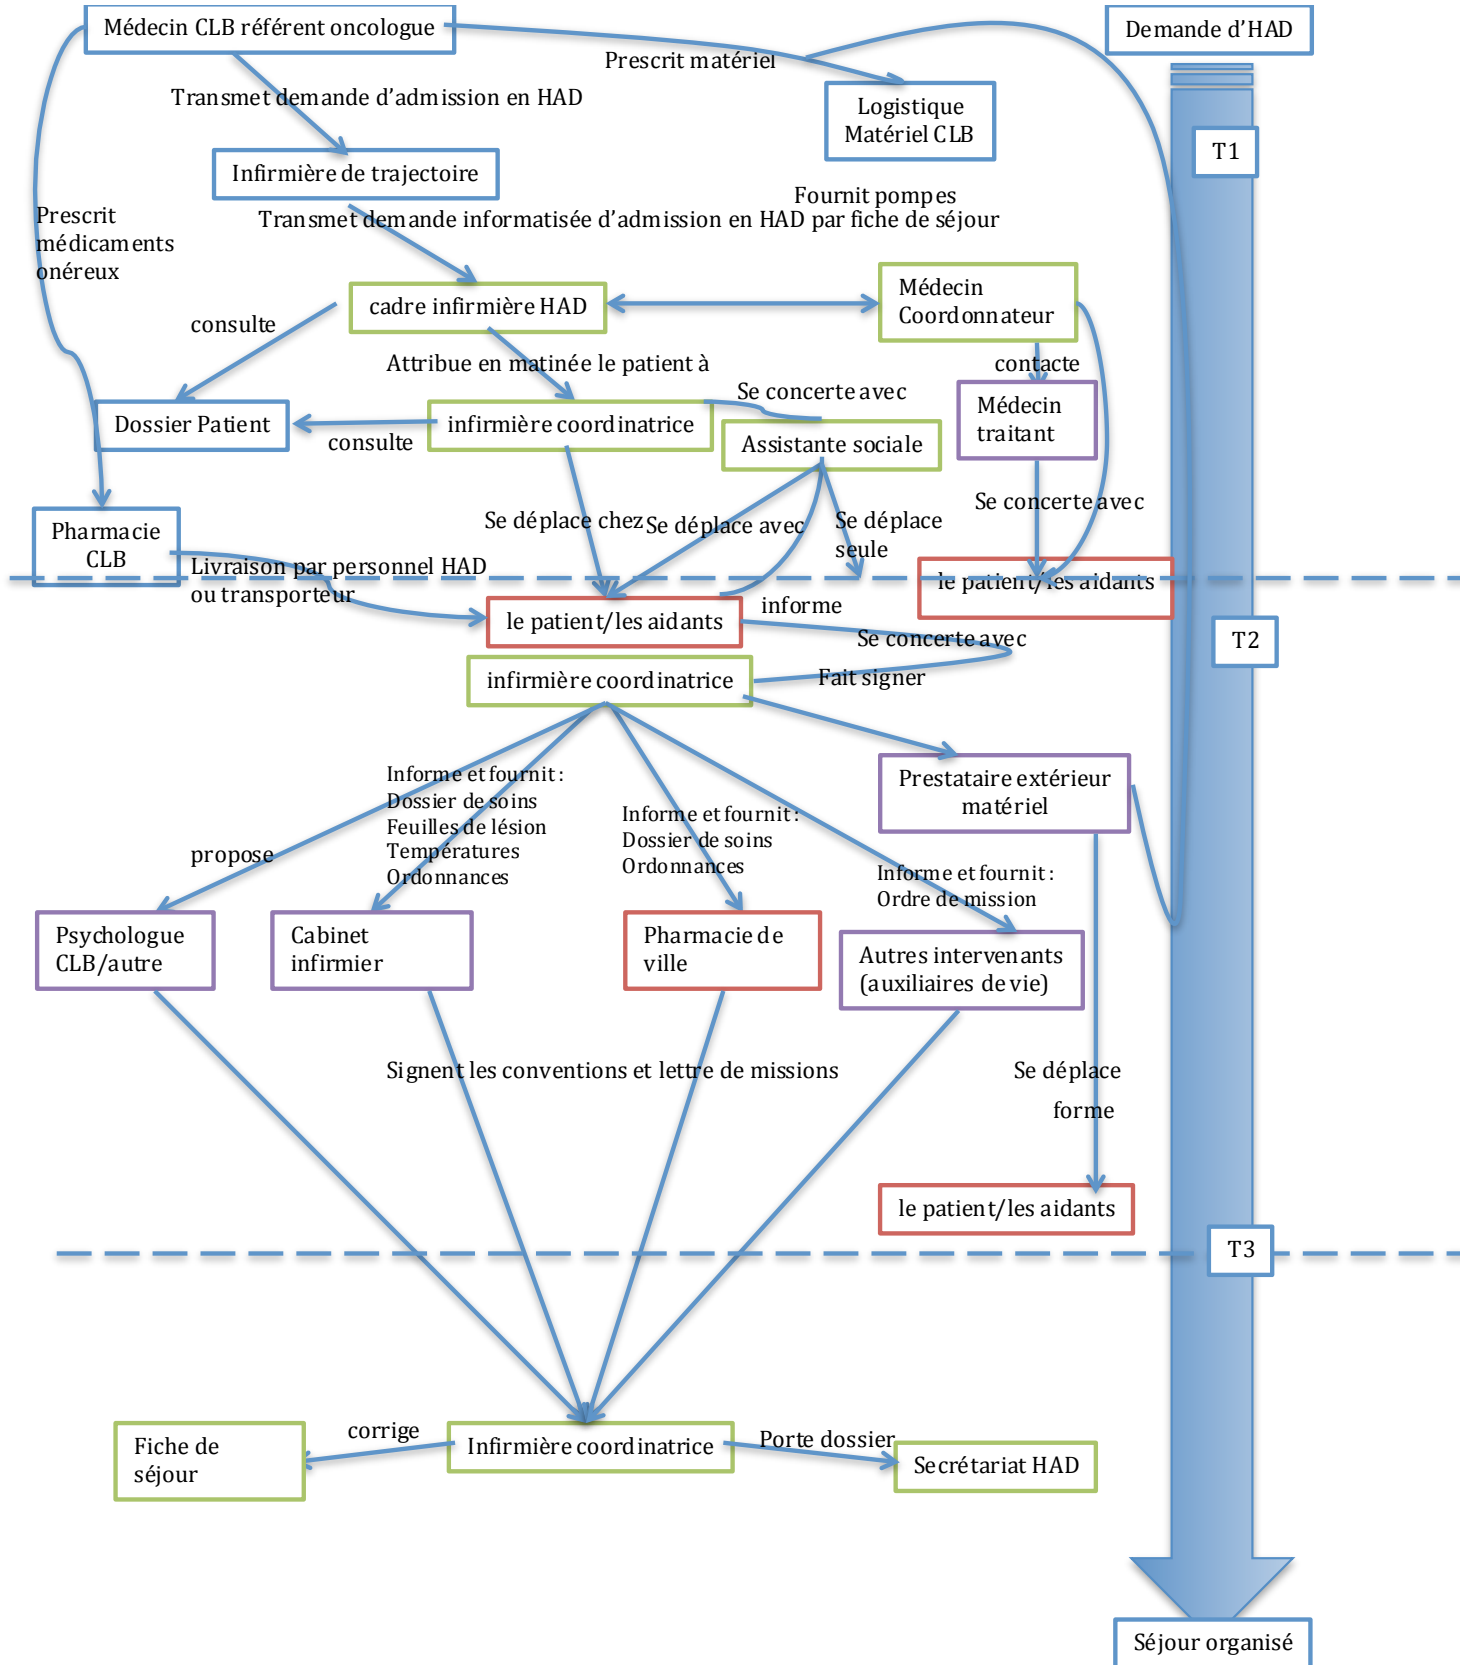 Médecin CLB référent oncologue
Demande d'HAD
Prescrit matériel
Transmet demande d'admission en HAD
Logistique
Matériel CLB
T1
Infirmière de trajectoire
Fournit pompes
Prescrit
médicaments
onéreux
Transmet demande informatisée d'admission en HAD par fiche de séjour
cadre infirmière HAD
Médecin
Coordonnateur
consulte
Attribue en matinée le patient à
contacte
Se concerte avec
Dossier Patient
infirmière coordinatrice
Médecin
traitant
consulte
Assistante sociale
Se concerte avec
Pharmacie
CLB
Se déplace chez
Se déplace avec
Se déplace
seule
Livraison par personnel HAD
ou transporteur
le patient/les aidants
informe
le patient/les aidants
Se concerte avec
T2
infirmière coordinatrice
Fait signer
Informe et fournit :
Dossier de soins
Feuilles de lésion
Températures
Ordonnances
Informe et fournit :
Dossier de soins
Ordonnances
Prestataire extérieur
matériel
propose
Informe et fournit :
Ordre de mission
Psychologue
CLB/autre
Cabinet
infirmier
Pharmacie de
ville
Autres intervenants
(auxiliaires de vie)
Signent les conventions et lettre de missions
Se déplace
forme
le patient/les aidants
T3
corrige
Porte dossier
Fiche de
séjour
Infirmière coordinatrice
Secrétariat HAD
Séjour organisé